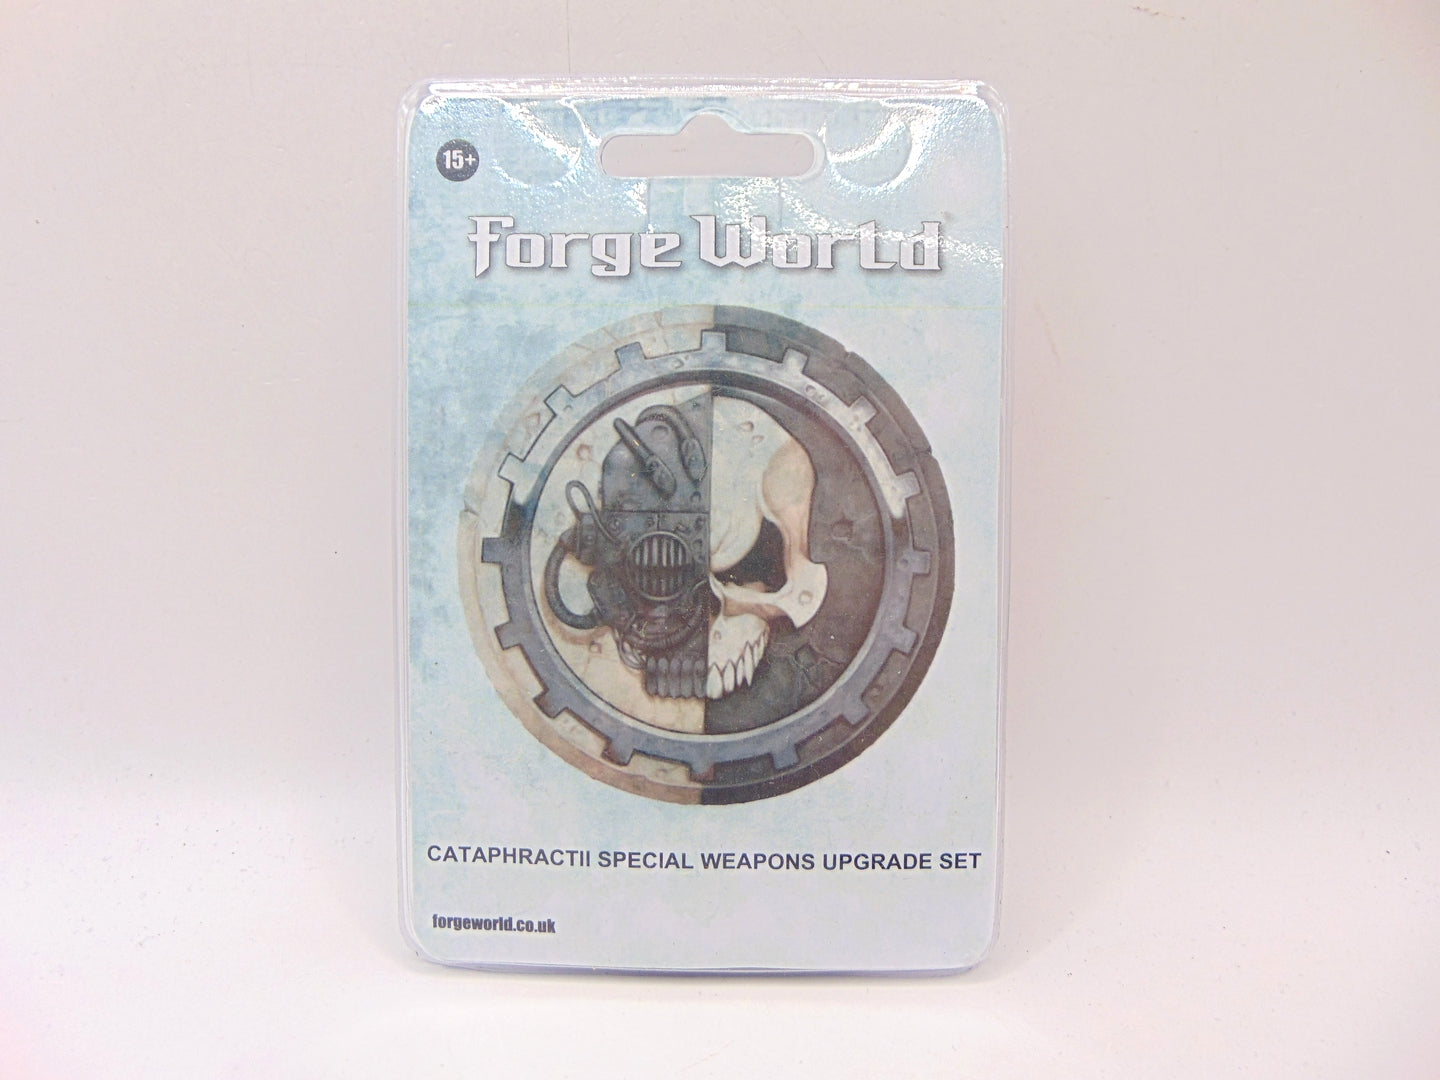 15+
Forge World
CATAPHRACTII SPECIAL WEAPONS UPGRADE SET
forgeworld.co.uk